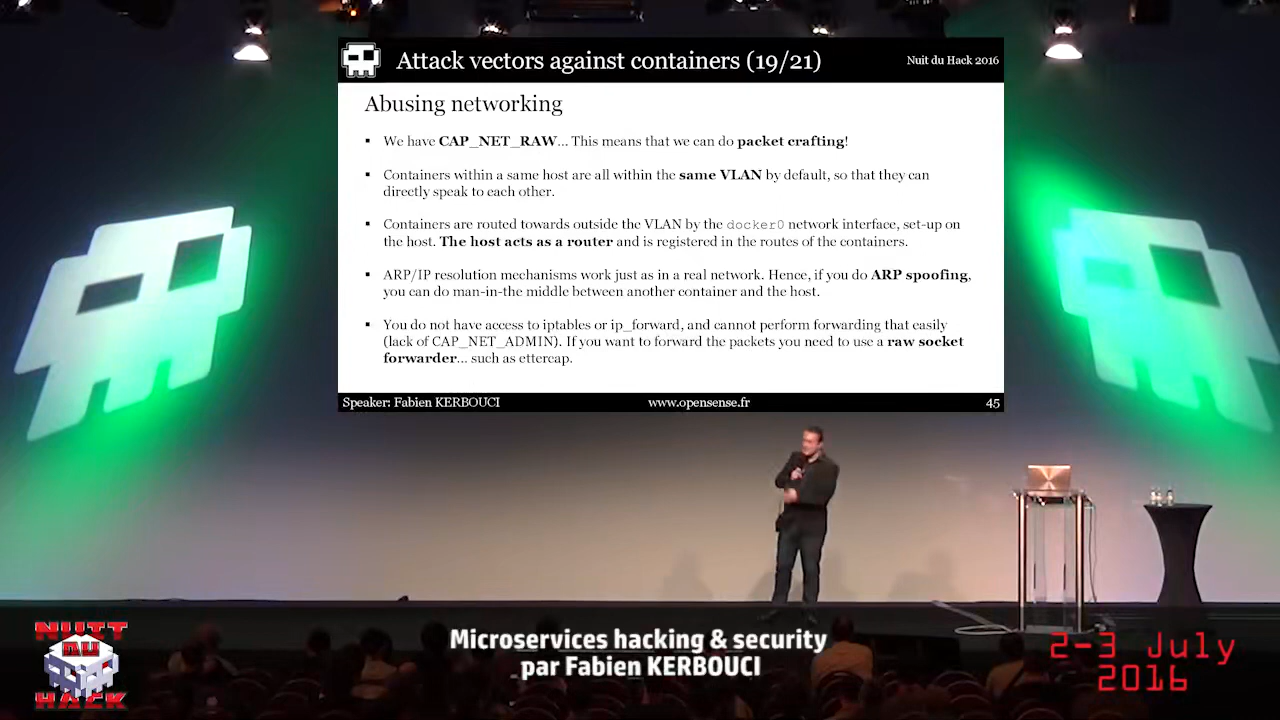 Attack vectors against containers (19/21)
Nuit du Hack 2016
Abusing networking
▪ We have CAP_NET_RAW... This means that we can do packet crafting!
▪ Containers within a same host are all within the same VLAN by default, so that they can
directly speak to each other.
▪ Containers are routed towards outside the VLAN by the docker0 network interface, set-up on
the host. The host acts as a router and is registered in the routes of the containers.
▪ ARP/IP resolution mechanisms work just as in a real network. Hence, if you do ARP spoofing,
you can do man-in-the middle between another container and the host.
▪ You do not have access to iptables or ip_forward, and cannot perform forwarding that easily
(lack of CAP_NET_ADMIN). If you want to forward the packets you need to use a raw socket
forwarder... such as ettercap.
Speaker: Fabien KERBOUCI
www.opensense.fr
45
NUIT
DU
HACK
Microservices hacking & security
par Fabien KERBOUCI
2-3 July
2016